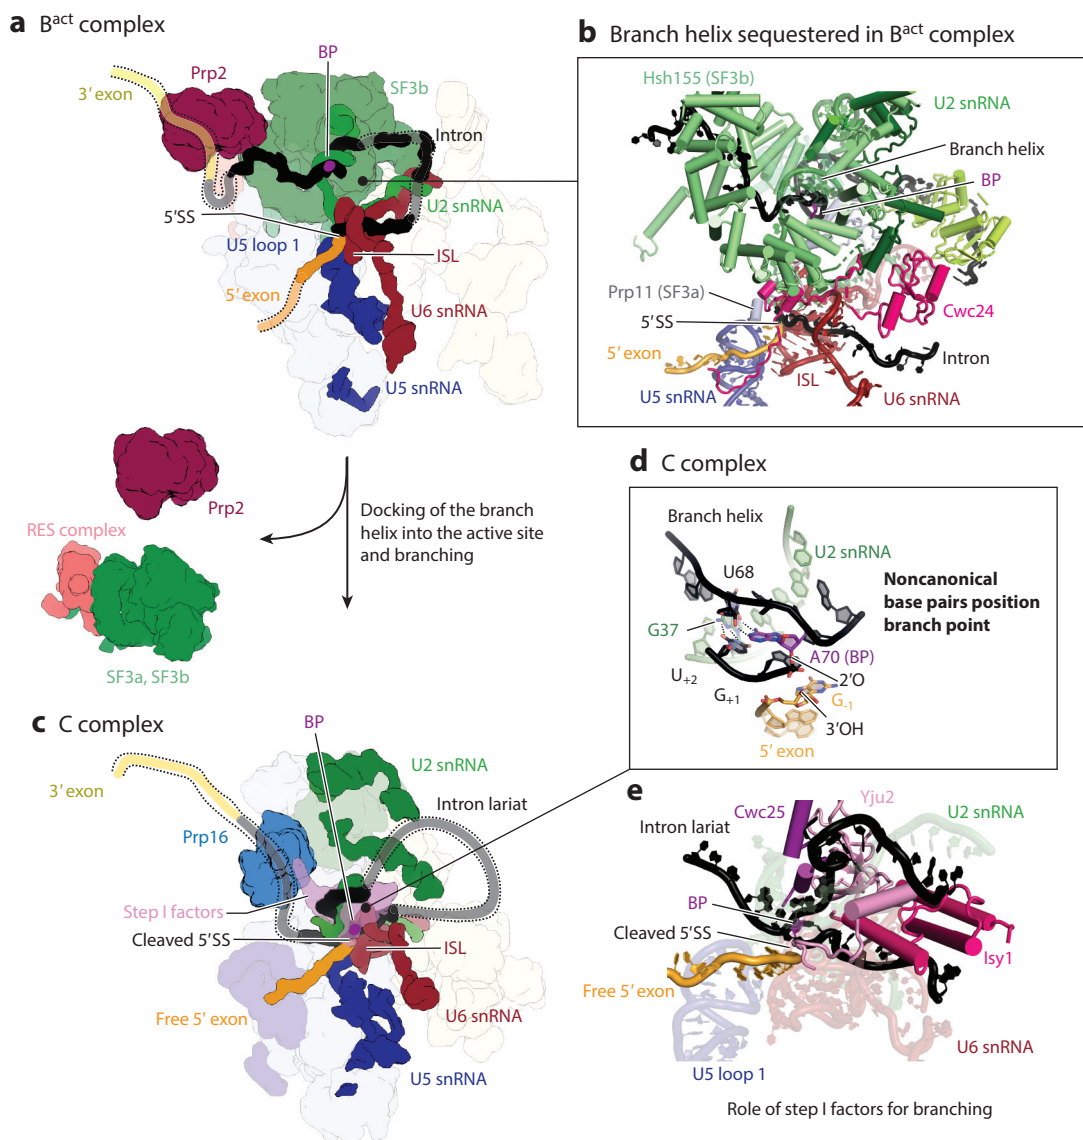 a B^act complex
BP
Prp2
SF3b
3′ exon
Intron
U2 snRNA
5′SS
U5 loop 1
ISL
5′ exon
U6 snRNA
U5 snRNA
b Branch helix sequestered in B^act complex
Hsh155 (SF3b)
U2 snRNA
Branch helix
BP
Prp11 (SF3a)
5′SS
Cwc24
5′ exon
Intron
ISL
U5 snRNA
U6 snRNA
Prp2
RES complex
SF3a, SF3b
Docking of the branch
helix into the active site
and branching
c C complex
BP
U2 snRNA
3′ exon
Intron lariat
Prp16
Step I factors
Cleaved 5′SS
ISL
Free 5′ exon
U6 snRNA
U5 snRNA
d C complex
Branch helix
U2 snRNA
U68
Noncanonical
base pairs position
branch point
G37
A70 (BP)
U+2
2′O
G+1
G-1
3′OH
5′ exon
e
Yju2
Cwc25
U2 snRNA
Intron lariat
BP
Cleaved 5′SS
Isy1
Free 5′ exon
U6 snRNA
U5 loop 1
Role of step I factors for branching